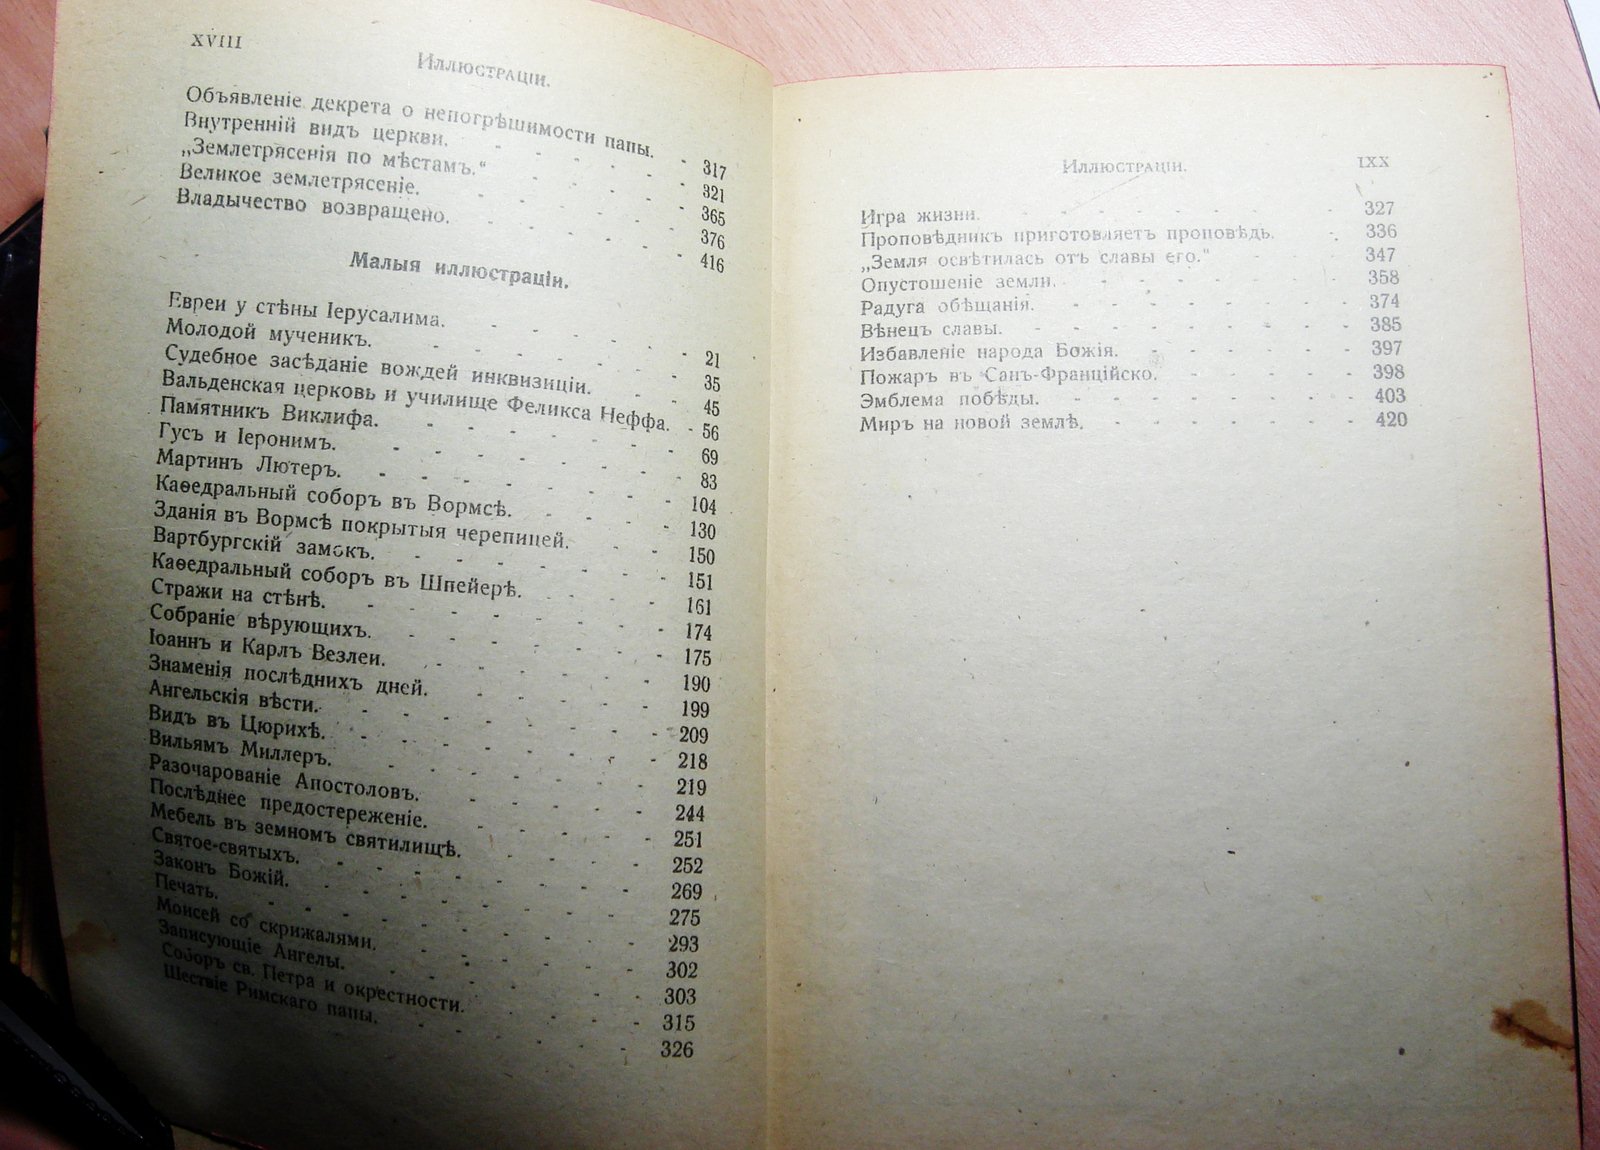 XVIII
Иллюстраціи.
Объявленіе декрета о непогрѣшимости папы. - 317
Внутренній видъ церкви. - - - - - 321
„Землетрясенія по мѣстамъ.“ - - - - 365
Великое землетрясеніе. - - - - - 376
Владычество возвращено. - - - - - 416
Малыя иллюстраціи.
Евреи у стѣны Іерусалима. - - - - - 21
Молодой мученикъ. - - - - - - 35
Судебное засѣданіе вождей инквизиціи. - - - 45
Вальденская церковь и училище Феликса Неффа. - 56
Памятникъ Виклифа. - - - - - - 69
Гусъ и Іеронимъ. - - - - - - - 83
Мартинъ Лютеръ. - - - - - - - 104
Каѳедральный соборъ въ Вормсѣ. - - - - 130
Зданія въ Вормсѣ покрытыя черепицей. - - - 150
Вартбургскій замокъ. - - - - - - 151
Каѳедральный соборъ въ Шпейерѣ. - - - - 161
Стражи на стѣнѣ. - - - - - - - 174
Собраніе вѣрующихъ. - - - - - - 175
Іоаннъ и Карлъ Везлеи. - - - - - - 190
Знаменія послѣднихъ дней. - - - - - 199
Ангельскія вѣсти. - - - - - - - 209
Видъ въ Цюрихѣ. - - - - - - - 218
Вильямъ Миллеръ. - - - - - - - 219
Разочарованіе Апостоловъ. - - - - - 244
Послѣднее предостереженіе. - - - - - 251
Мебель въ земномъ святилищѣ. - - - - 252
Святое-святыхъ. - - - - - - - 269
Законъ Божій. - - - - - - - 275
Печать. - - - - - - - - 293
Моисей со скрижалями. - - - - - - 302
Записующіе Ангелы. - - - - - - 303
Соборъ св. Петра и окрестности. - - - - 315
Шествіе Римскаго папы. - - - - - - 326
Иллюстраціи. IXX
Игра жизни. - - - - - - - 327
Проповѣдникъ приготовляетъ проповѣдь. - 336
„Земля освѣтилась отъ славы его.“ - - - 347
Опустошеніе земли. - - - - - - 358
Радуга обѣщанія. - - - - - - - 374
Вѣнецъ славы. - - - - - - - - 385
Избавленіе народа Божія. - - - - - 397
Пожаръ въ Санъ-Франційско. - - - - - 398
Эмблема побѣды. - - - - - - - 403
Миръ на новой землѣ. - - - - - - 420